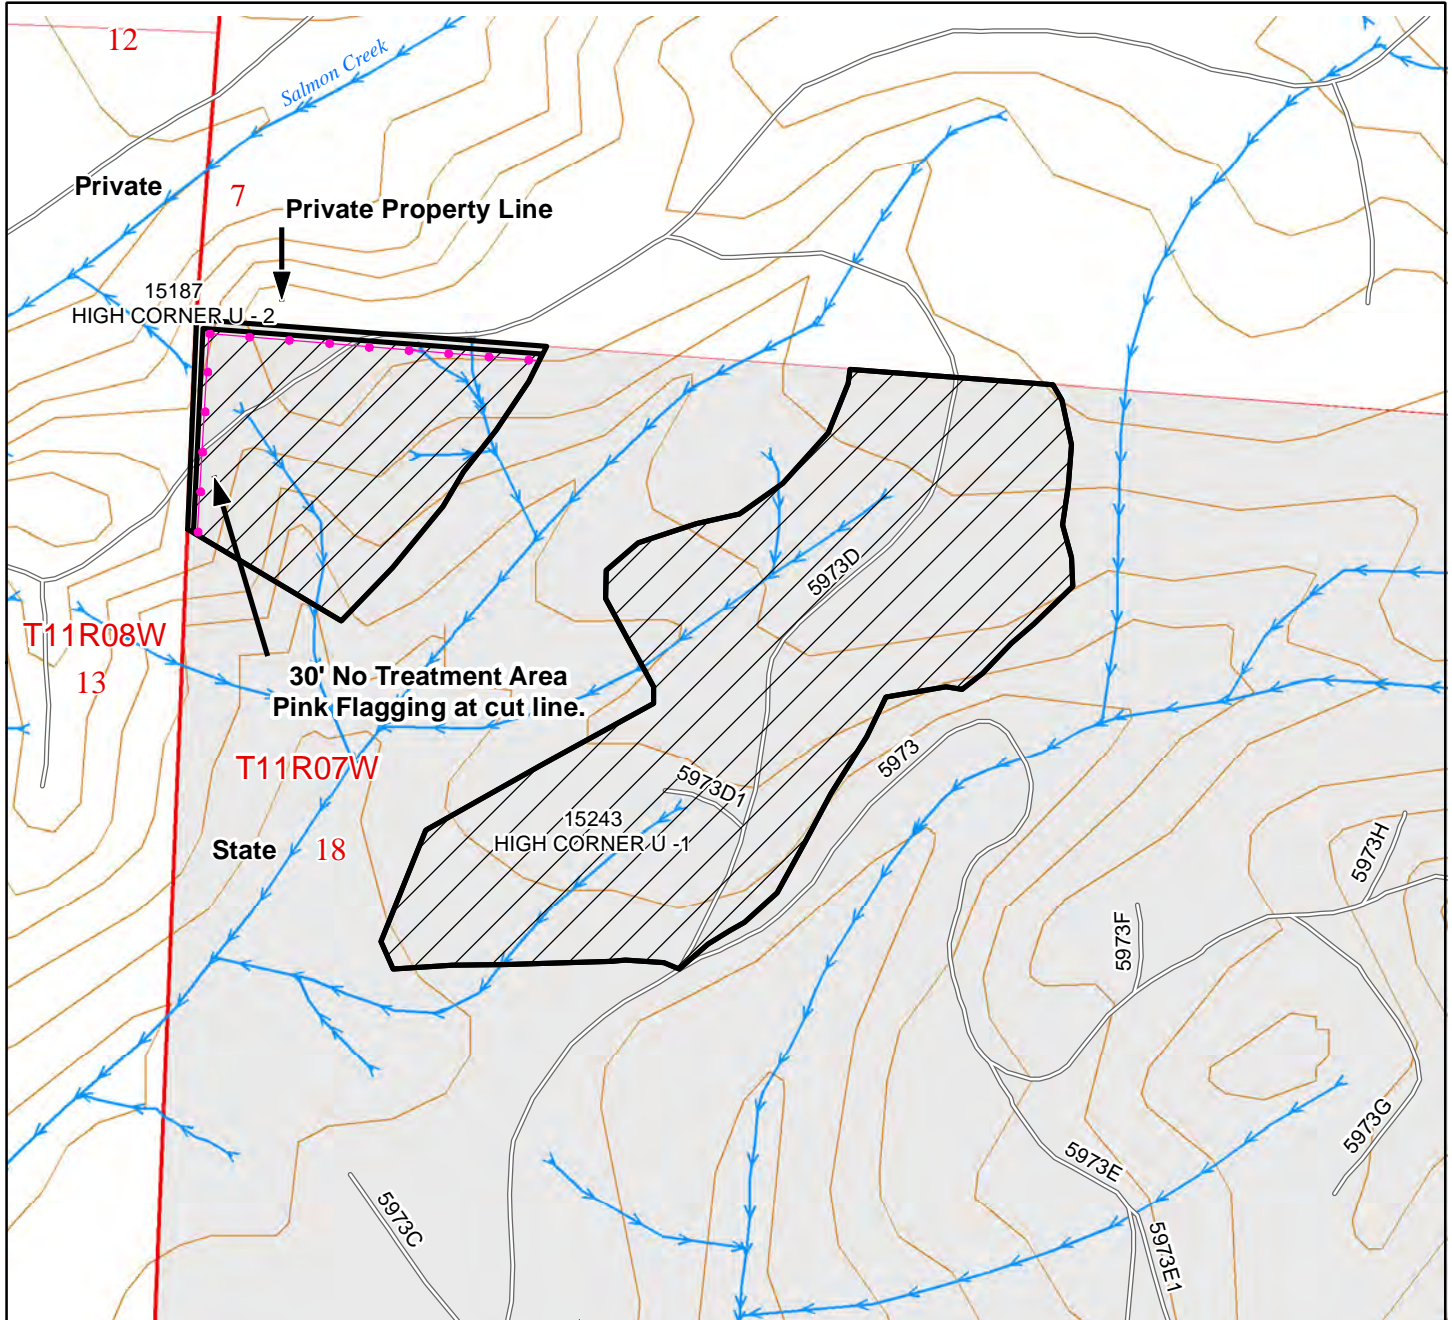 12
Salmon Creek
Private
7
Private Property Line
15187
HIGH CORNER U - 2
5973D
T11R08W
13
30' No Treatment Area
Pink Flagging at cut line.
T11R07W
5973
5973D1
15243
HIGH CORNER U -1
State
18
5973H
5973F
5973G
5973E
5973C
5973E1